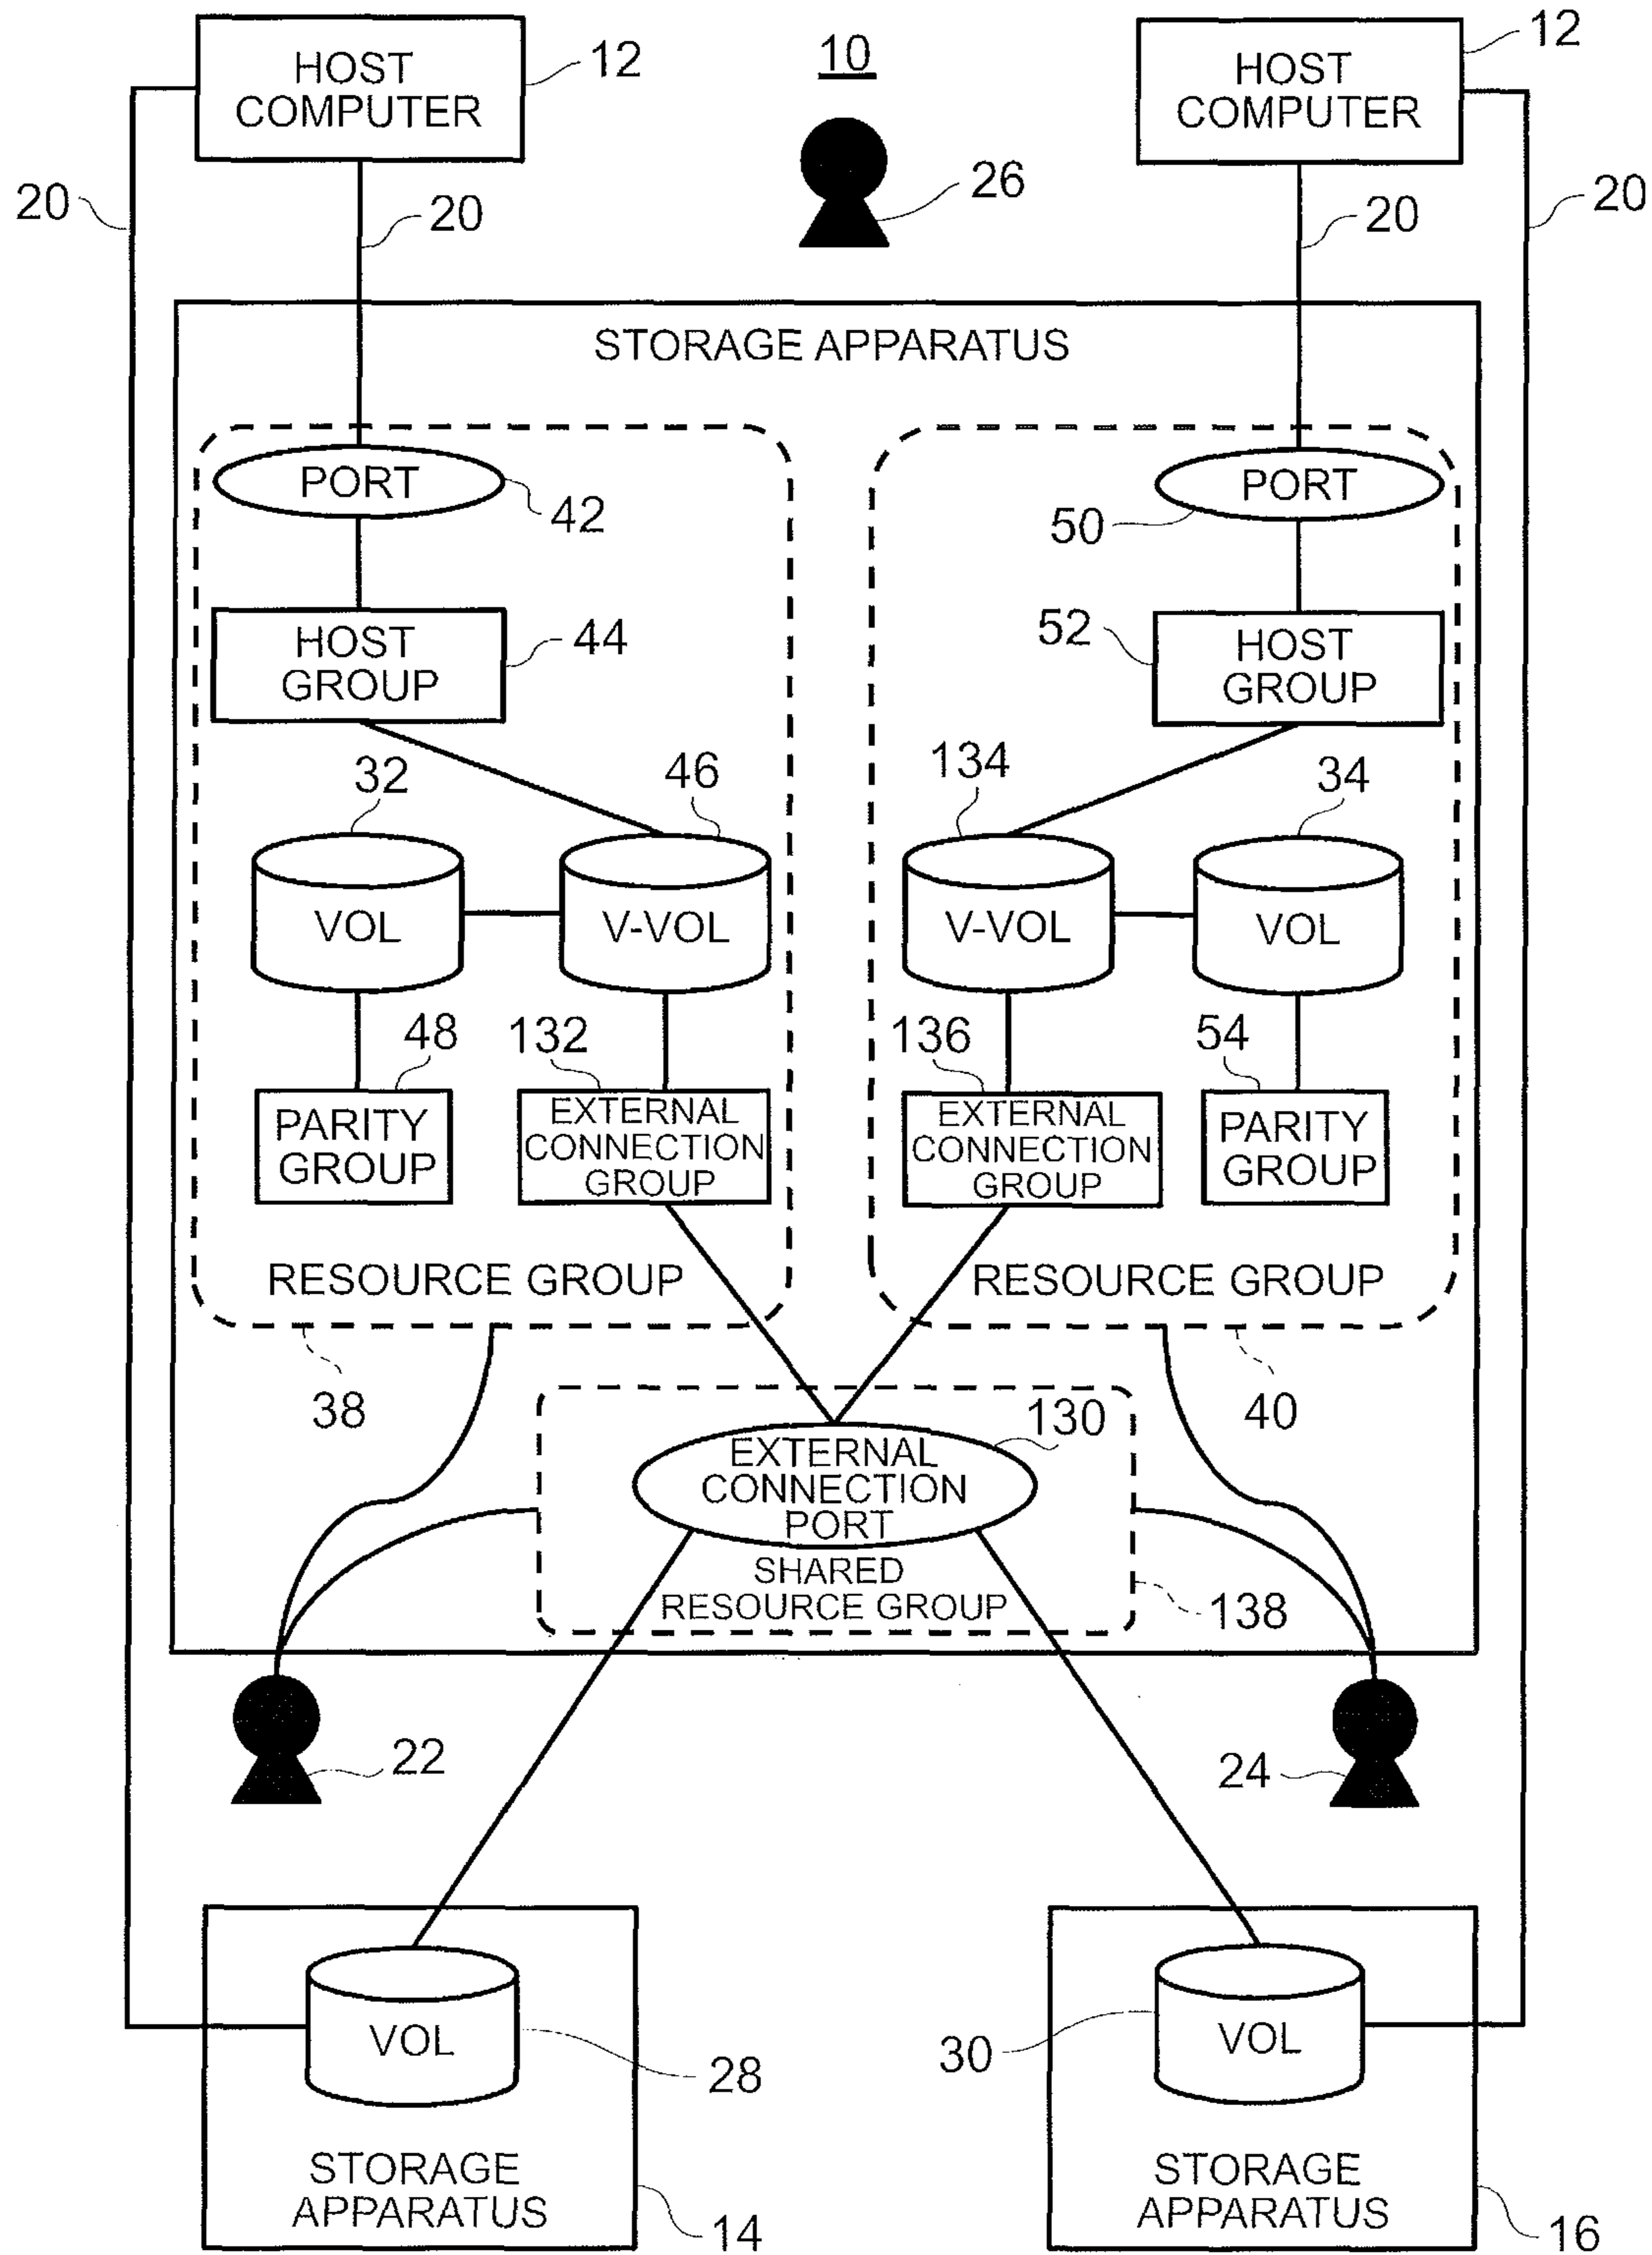 HOST
COMPUTER
12
10
HOST
COMPUTER
12
20
20
26
20
20
STORAGE APPARATUS
PORT
42
PORT
50
HOST
GROUP
44
52
HOST
GROUP
32
46
134
34
VOL
V-VOL
V-VOL
VOL
48
132
136
54
PARITY
GROUP
EXTERNAL
CONNECTION
GROUP
EXTERNAL
CONNECTION
GROUP
PARITY
GROUP
RESOURCE GROUP
RESOURCE GROUP
38
130
40
EXTERNAL
CONNECTION
PORT
SHARED
RESOURCE GROUP
138
22
24
VOL
28
30
VOL
STORAGE
APPARATUS
14
STORAGE
APPARATUS
16